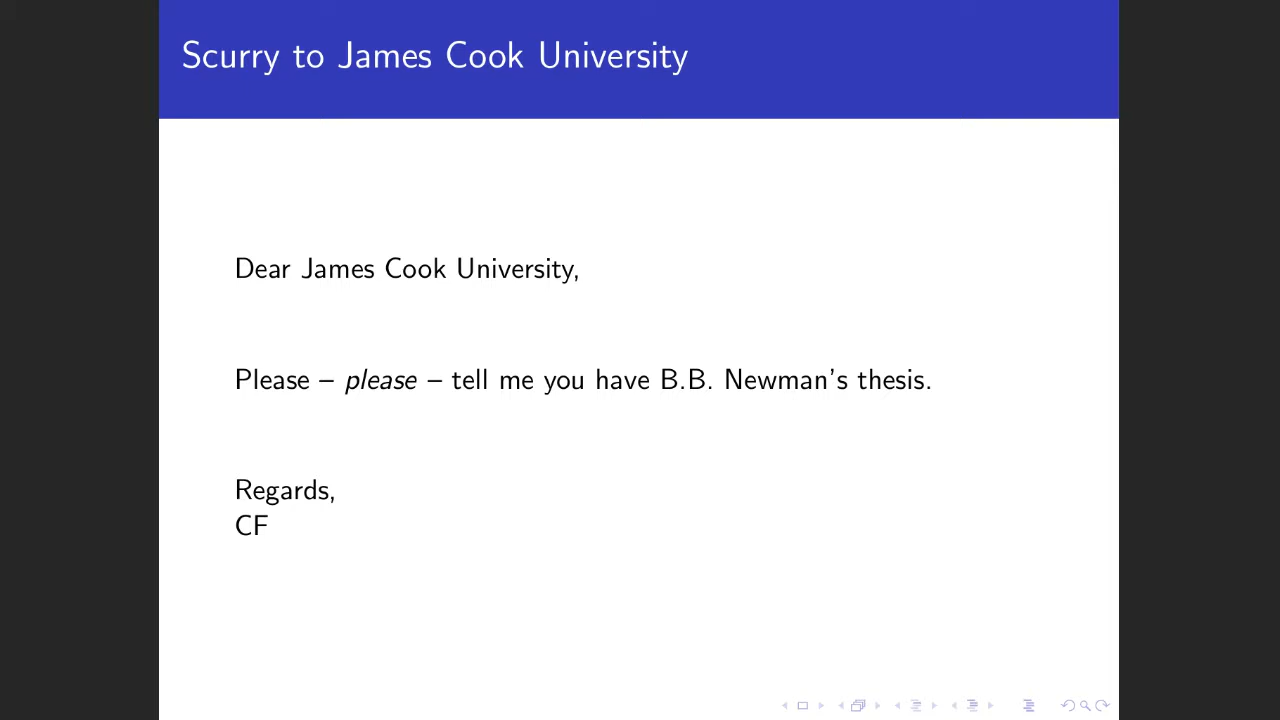 Scurry to James Cook University
Dear James Cook University,
Please – please – tell me you have B.B. Newman's thesis.
Regards,
CF